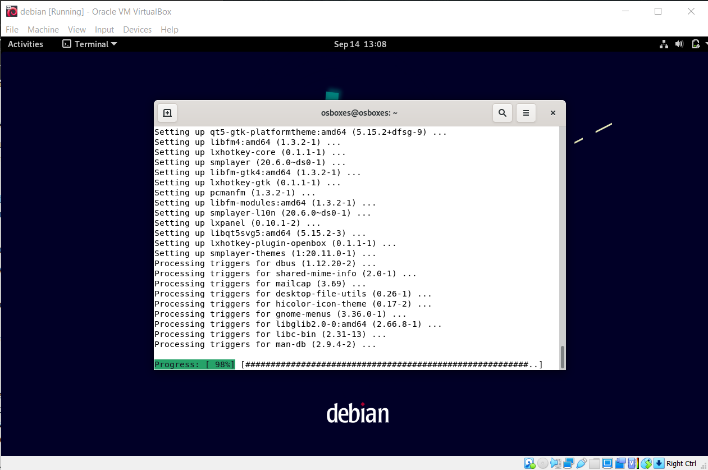 debian [Running] - Oracle VM VirtualBox
File Machine View Input Devices Help
Activities Terminal Sep 14 13:08
osboxes@osboxes: ~
Setting up qt5-gtk-platformtheme:amd64 (5.15.2+dfsg-9) ...
Setting up libfm4:amd64 (1.3.2-1) ...
Setting up lxhotkey-core (0.1.1-1) ...
Setting up smplayer (20.6.0~ds0-1) ...
Setting up libfm-gtk4:amd64 (1.3.2-1) ...
Setting up lxhotkey-gtk (0.1.1-1) ...
Setting up pcmanfm (1.3.2-1) ...
Setting up libfm-modules:amd64 (1.3.2-1) ...
Setting up smplayer-l10n (20.6.0~ds0-1) ...
Setting up lxpanel (0.10.1-2) ...
Setting up libqt5svg5:amd64 (5.15.2-3) ...
Setting up lxhotkey-plugin-openbox (0.1.1-1) ...
Setting up smplayer-themes (1:20.11.0-1) ...
Processing triggers for dbus (1.12.20-2) ...
Processing triggers for shared-mime-info (2.0-1) ...
Processing triggers for mailcap (3.69) ...
Processing triggers for desktop-file-utils (0.26-1) ...
Processing triggers for hicolor-icon-theme (0.17-2) ...
Processing triggers for gnome-menus (3.36.0-1) ...
Processing triggers for libglib2.0-0:amd64 (2.66.8-1) ...
Processing triggers for libc-bin (2.31-13) ...
Processing triggers for man-db (2.9.4-2) ...
Progress: [ 98%] [########################################################..]
debian
Right Ctrl